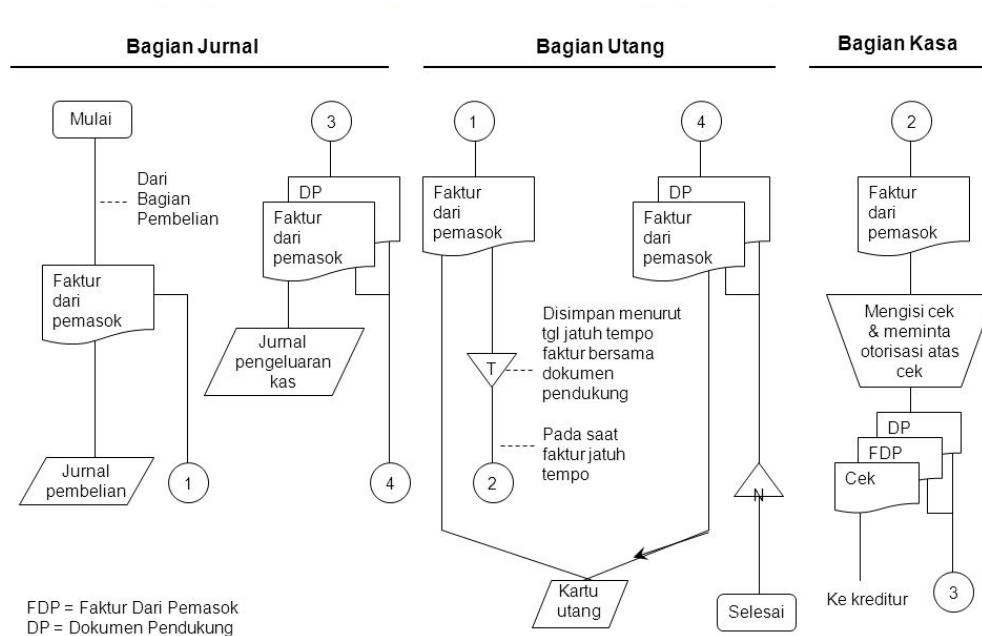 Bagian Jurnal
Bagian Utang
Bagian Kasa
Mulai
Dari
Bagian
Pembelian
Faktur
dari
pemasok
Jurnal
pembelian
1
3
DP
Faktur
dari
pemasok
Jurnal
pengeluaran
kas
4
1
Faktur
dari
pemasok
T
Disimpan menurut
tgl jatuh tempo
faktur bersama
dokumen
pendukung
Pada saat
faktur jatuh
tempo
2
4
DP
Faktur
dari
pemasok
N
Kartu
utang
Selesai
2
Faktur
dari
pemasok
Mengisi cek
& meminta
otorisasi atas
cek
DP
FDP
Cek
Ke kreditur
3
FDP = Faktur Dari Pemasok
DP = Dokumen Pendukung